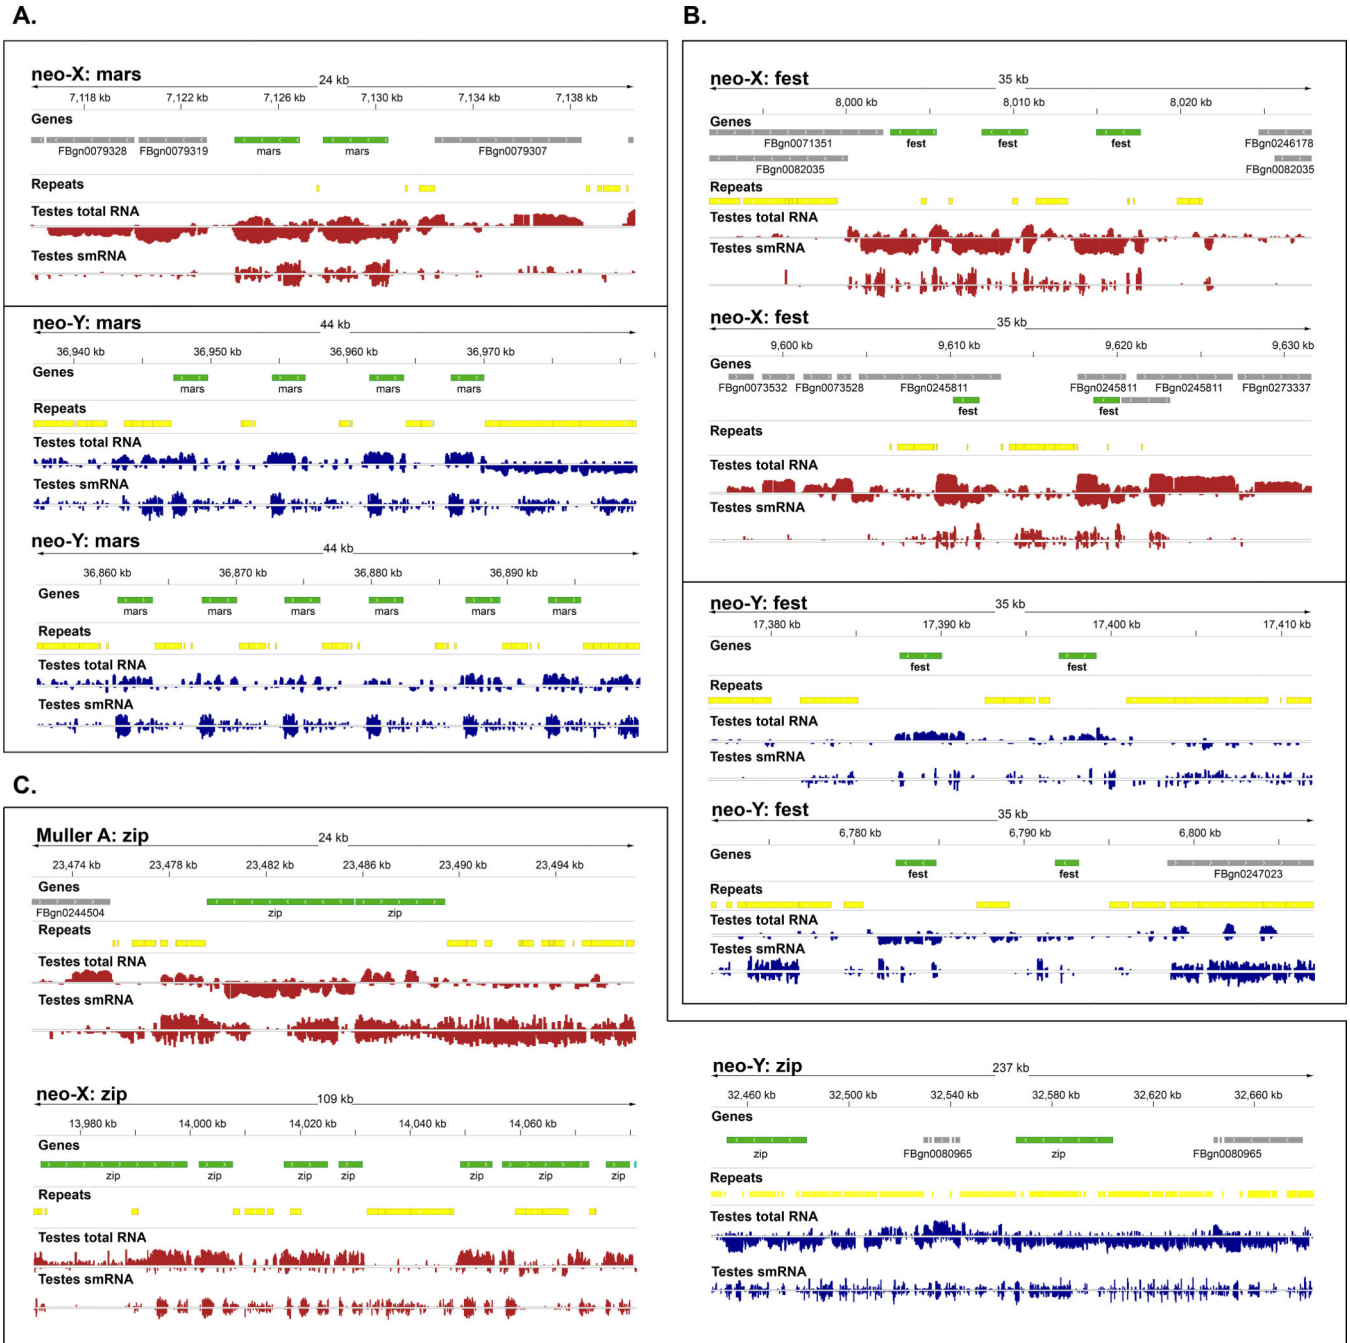 A.
neo-X: mars
24 kb
7,118 kb 7,122 kb 7,126 kb 7,130 kb 7,134 kb 7,138 kb
Genes
FBgn0079328 FBgn0079319 mars mars FBgn0079307
Repeats
Testes total RNA
Testes smRNA
neo-Y: mars
44 kb
36,940 kb 36,950 kb 36,960 kb 36,970 kb
Genes
mars mars mars mars
Repeats
Testes total RNA
Testes smRNA
neo-Y: mars
44 kb
36,860 kb 36,870 kb 36,880 kb 36,890 kb
Genes
mars mars mars mars mars mars
Repeats
Testes total RNA
Testes smRNA
B.
neo-X: fest
35 kb
8,000 kb 8,010 kb 8,020 kb
Genes
FBgn0071351 fest fest fest FBgn0246178
FBgn0082035 FBgn0082035
Repeats
Testes total RNA
Testes smRNA
neo-X: fest
35 kb
9,600 kb 9,610 kb 9,620 kb 9,630 kb
Genes
FBgn0073532 FBgn0073528 FBgn0245811 FBgn0245811 FBgn0245811 FBgn0273337
fest fest
Repeats
Testes total RNA
Testes smRNA
neo-Y: fest
35 kb
17,380 kb 17,390 kb 17,400 kb 17,410 kb
Genes
fest fest
Repeats
Testes total RNA
Testes smRNA
neo-Y: fest
35 kb
6,780 kb 6,790 kb 6,800 kb
Genes
fest fest FBgn0247023
Repeats
Testes total RNA
Testes smRNA
C.
Muller A: zip
24 kb
23,474 kb 23,478 kb 23,482 kb 23,486 kb 23,490 kb 23,494 kb
Genes
FBgn0244504 zip zip
Repeats
Testes total RNA
Testes smRNA
neo-X: zip
109 kb
13,980 kb 14,000 kb 14,020 kb 14,040 kb 14,060 kb
Genes
zip zip zip zip zip zip zip
Repeats
Testes total RNA
Testes smRNA
neo-Y: zip
237 kb
32,460 kb 32,500 kb 32,540 kb 32,580 kb 32,620 kb 32,660 kb
Genes
zip FBgn0080965 zip FBgn0080965
Repeats
Testes total RNA
Testes smRNA